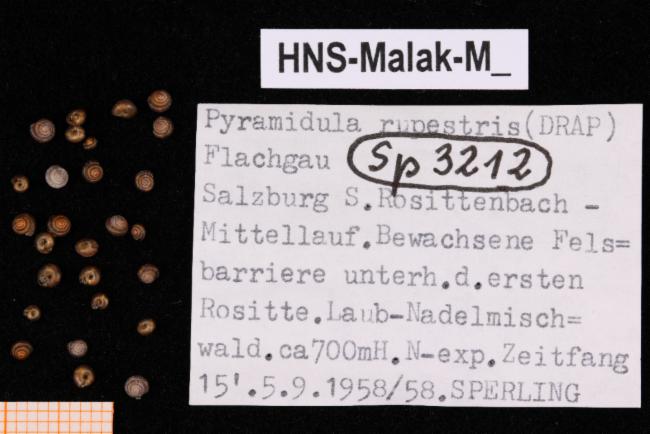 HNS-Malak-M_
Pyramidula rupestris(DRAP)
Flachgau Sp 3212
Salzburg S.Rosittenbach -
Mittellauf.Bewachsene Fels=
barriere unterh.d.ersten
Rositte.Laub-Nadelmisch=
wald.ca700mH.N-exp.Zeitfang
15'.5.9.1958/58.SPERLING